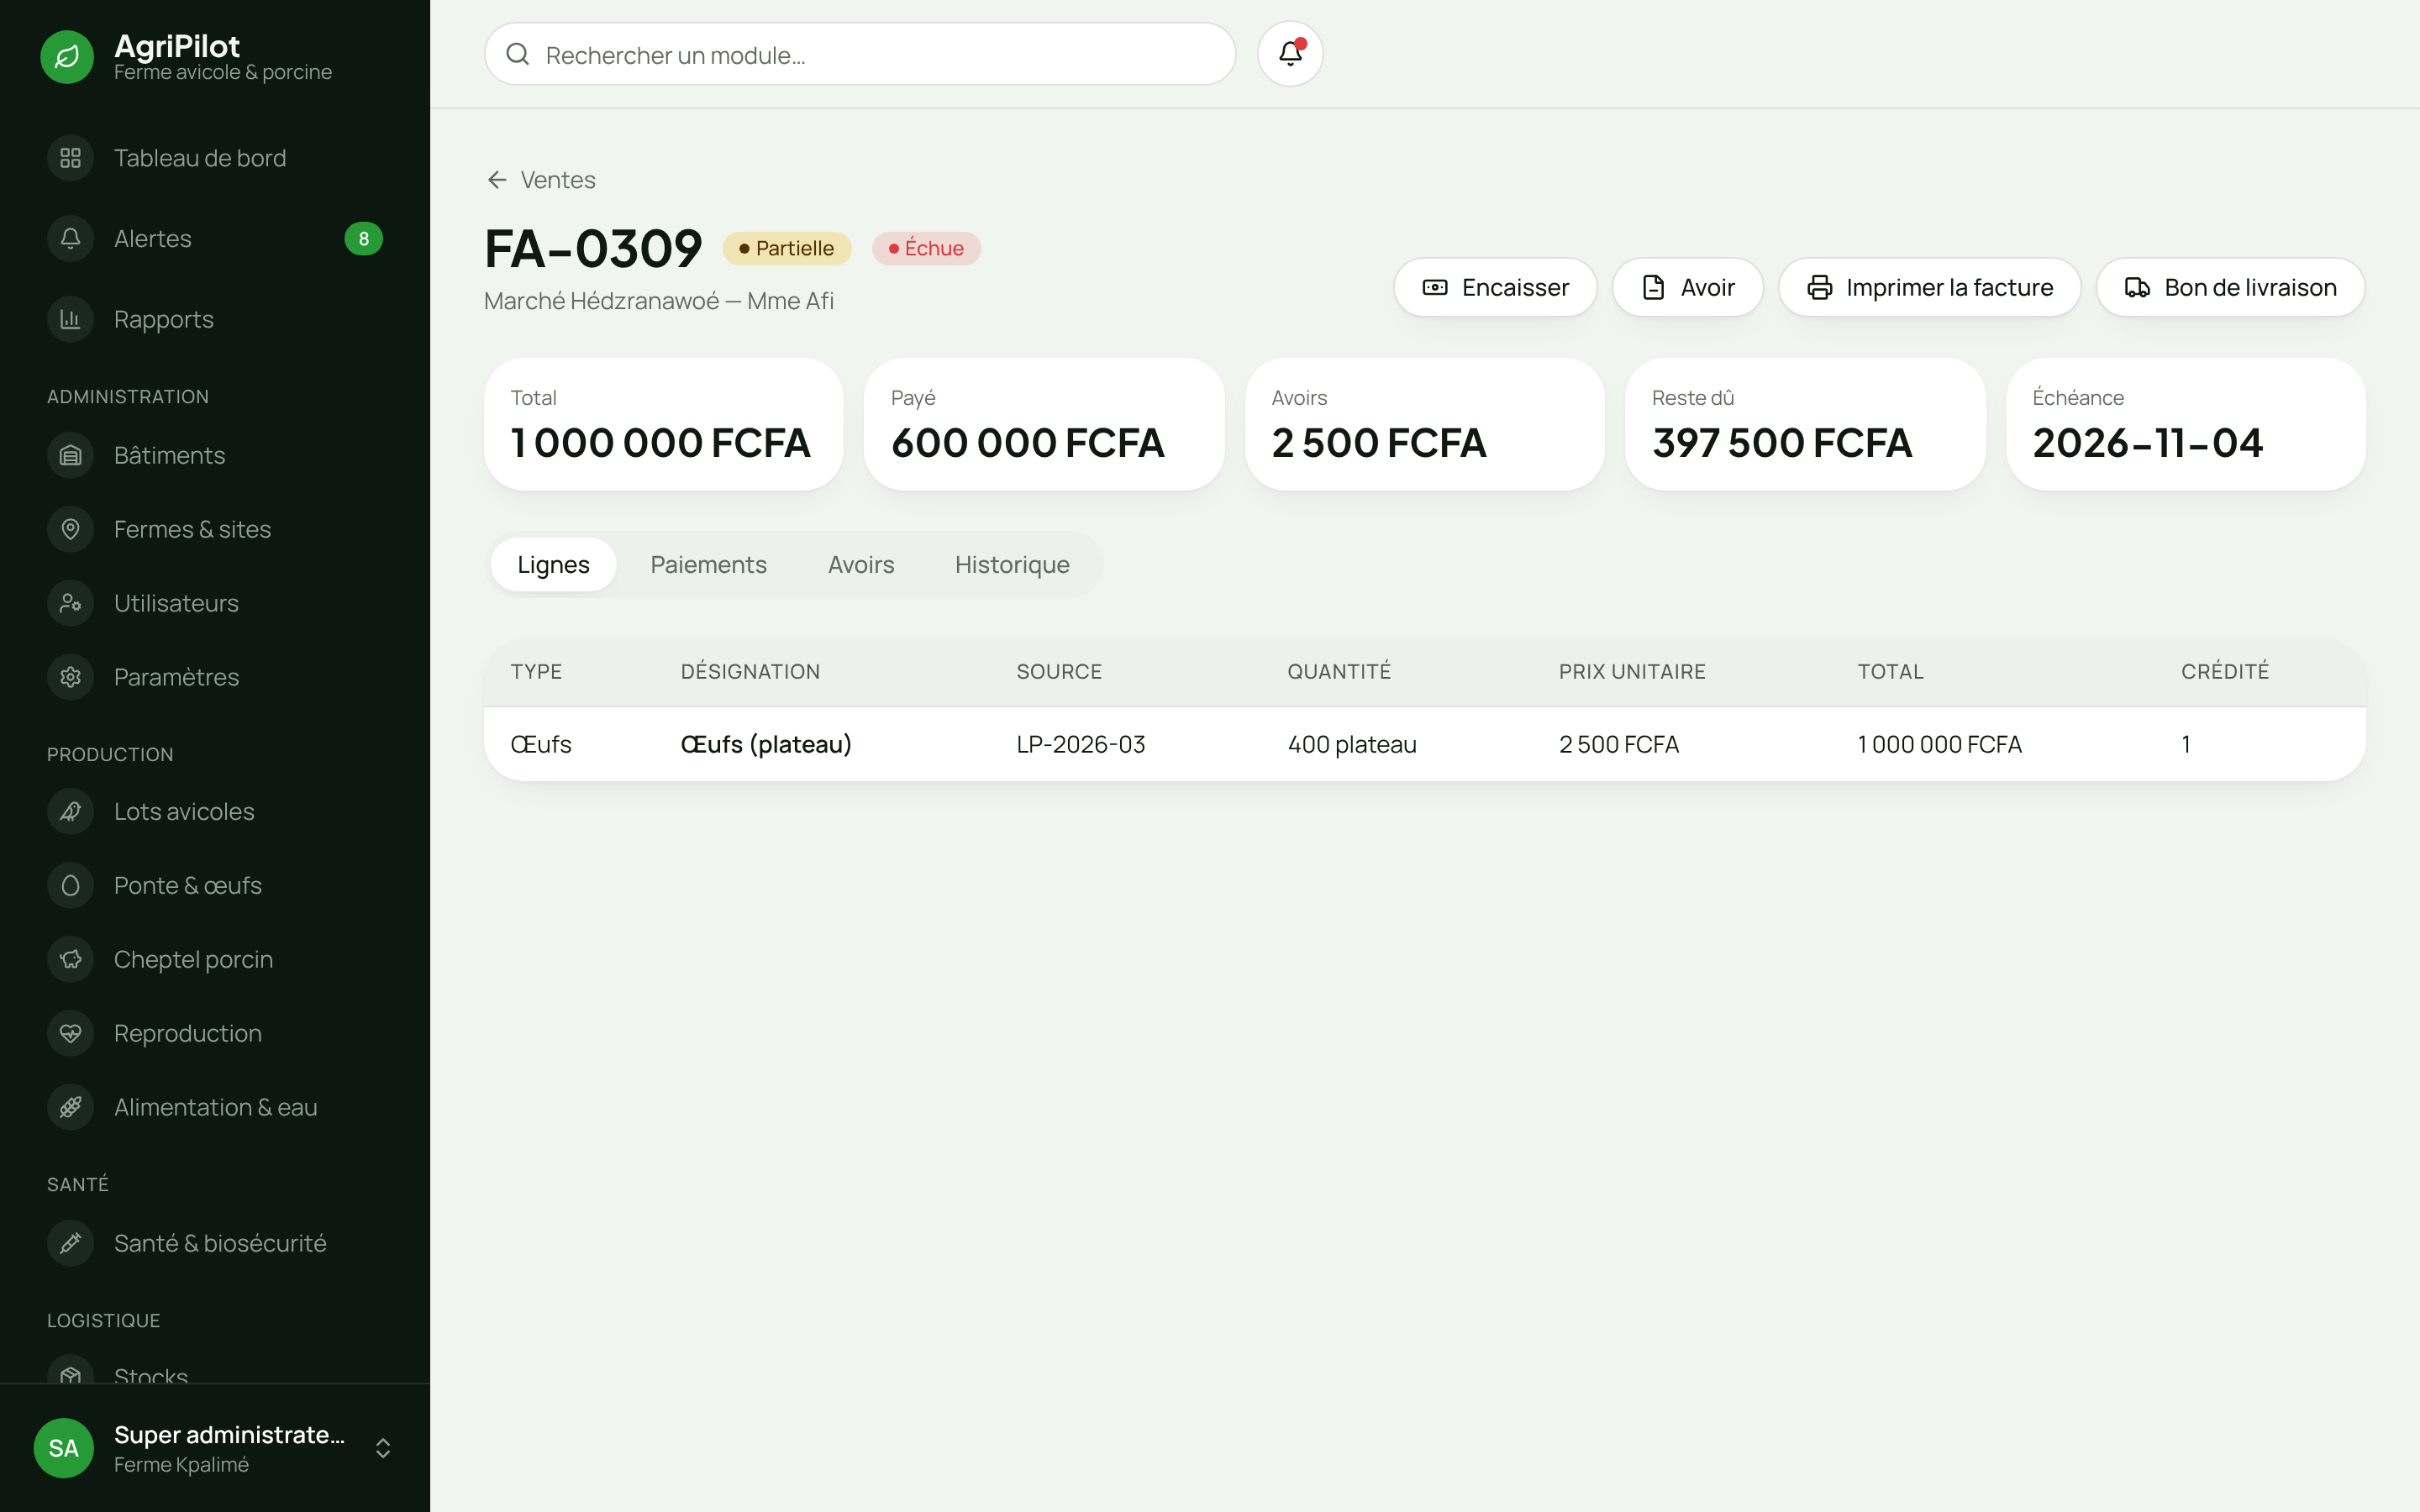 AgriPilot
Ferme avicole & porcine
Tableau de bord
Alertes
8
Rapports
ADMINISTRATION
Bâtiments
Fermes & sites
Utilisateurs
Paramètres
PRODUCTION
Lots avicoles
Ponte & œufs
Cheptel porcin
Reproduction
Alimentation & eau
SANTÉ
Santé & biosécurité
LOGISTIQUE
Stocks
SA
Super administrate…
Ferme Kpalimé
Rechercher un module…
Ventes
FA-0309
Partielle
Échue
Marché Hédzranawoé — Mme Afi
Encaisser
Avoir
Imprimer la facture
Bon de livraison
Total
1 000 000 FCFA
Payé
600 000 FCFA
Avoirs
2 500 FCFA
Reste dû
397 500 FCFA
Échéance
2026-11-04
Lignes
Paiements
Avoirs
Historique
TYPE DÉSIGNATION SOURCE QUANTITÉ PRIX UNITAIRE TOTAL CRÉDITÉ
Œufs Œufs (plateau) LP-2026-03 400 plateau 2 500 FCFA 1 000 000 FCFA 1